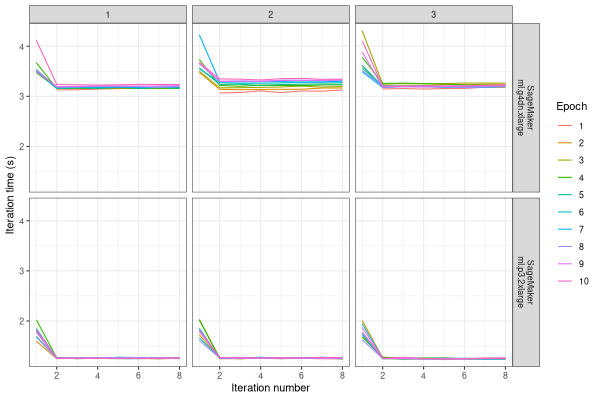 1
2
3
4
3
2
SageMaker
ml.g4dn.xlarge
Iteration time (s)
4
3
2
SageMaker
ml.p3.2xlarge
2 4 6 8 2 4 6 8 2 4 6 8
Iteration number
Epoch
1
2
3
4
5
6
7
8
9
10